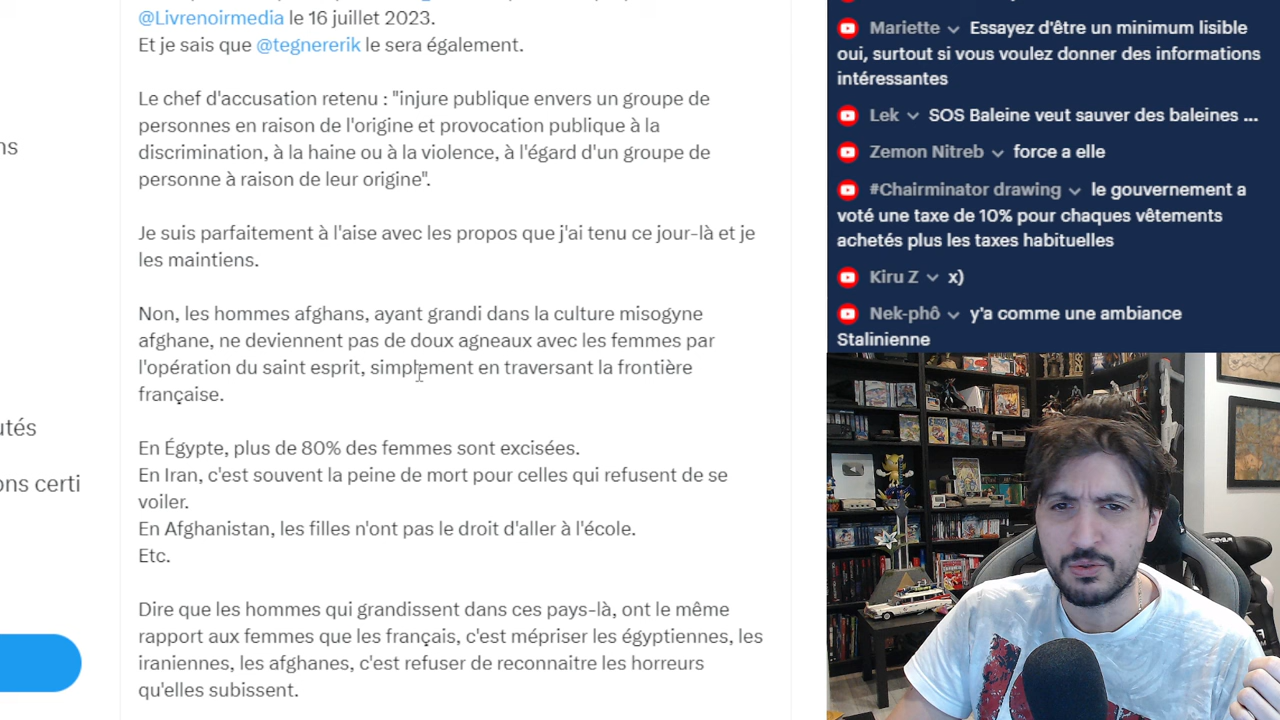 @Livrenoirmedia le 16 juillet 2023.
Et je sais que @tegnererik le sera également.
Le chef d'accusation retenu : "injure publique envers un groupe de
personnes en raison de l'origine et provocation publique à la
discrimination, à la haine ou à la violence, à l'égard d'un groupe de
personne à raison de leur origine".
Je suis parfaitement à l'aise avec les propos que j'ai tenu ce jour-là et je
les maintiens.
Non, les hommes afghans, ayant grandi dans la culture misogyne
afghane, ne deviennent pas de doux agneaux avec les femmes par
l'opération du saint esprit, simplement en traversant la frontière
française.
En Égypte, plus de 80% des femmes sont excisées.
En Iran, c'est souvent la peine de mort pour celles qui refusent de se
voiler.
En Afghanistan, les filles n'ont pas le droit d'aller à l'école.
Etc.
Dire que les hommes qui grandissent dans ces pays-là, ont le même
rapport aux femmes que les français, c'est mépriser les égyptiennes, les
iraniennes, les afghanes, c'est refuser de reconnaitre les horreurs
qu'elles subissent.
ns
utés
ons certi
Mariette Essayez d'être un minimum lisible
oui, surtout si vous voulez donner des informations
intéressantes
Lek SOS Baleine veut sauver des baleines ...
Zemon Nitreb force a elle
#Chairminator drawing le gouvernement a
voté une taxe de 10% pour chaques vêtements
achetés plus les taxes habituelles
Kiru Z x)
Nek-phô y'a comme une ambiance
Stalinienne